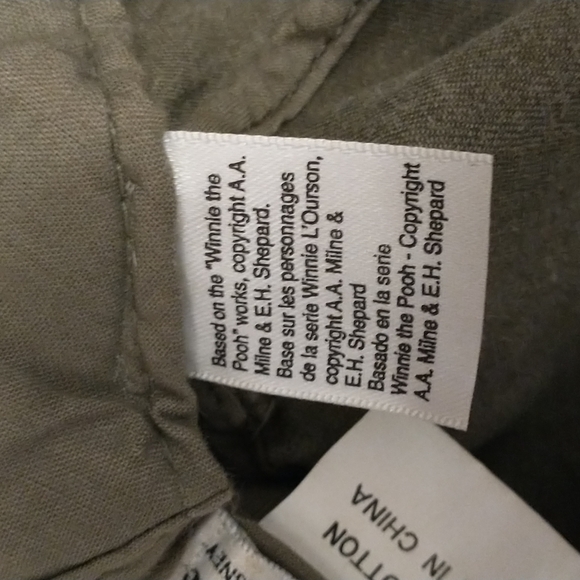 Based on the "Winnie the
Pooh" works, copyright A.A.
Milne & E.H. Shepard.
Base sur les personnages
de la serie Winnie L'Ourson,
copyright A.A. Milne &
E.H. Shepard
Basado en la serie
Winnie the Pooh - Copyright
A.A. Milne & E.H. Shepard
OTTON
IN CHINA
SNEY